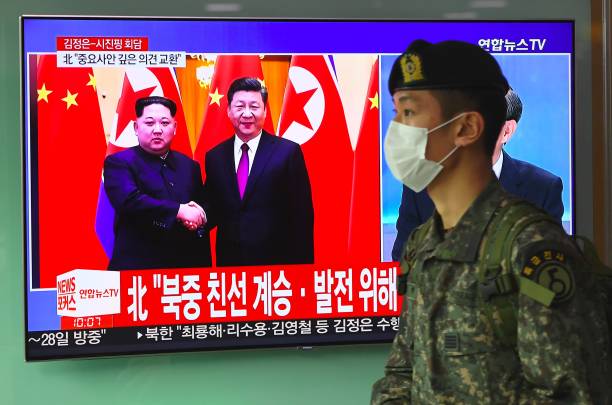 김정은-시진핑 회담
北 "중요사안 깊은 의견 교환"
연합뉴스TV
NEWS
포커스 연합뉴스TV
北 "북중 친선 계승·발전 위해
10:07
~28일 방중" ▶북한 "최룡해·리수용·김영철 등 김정은 수행